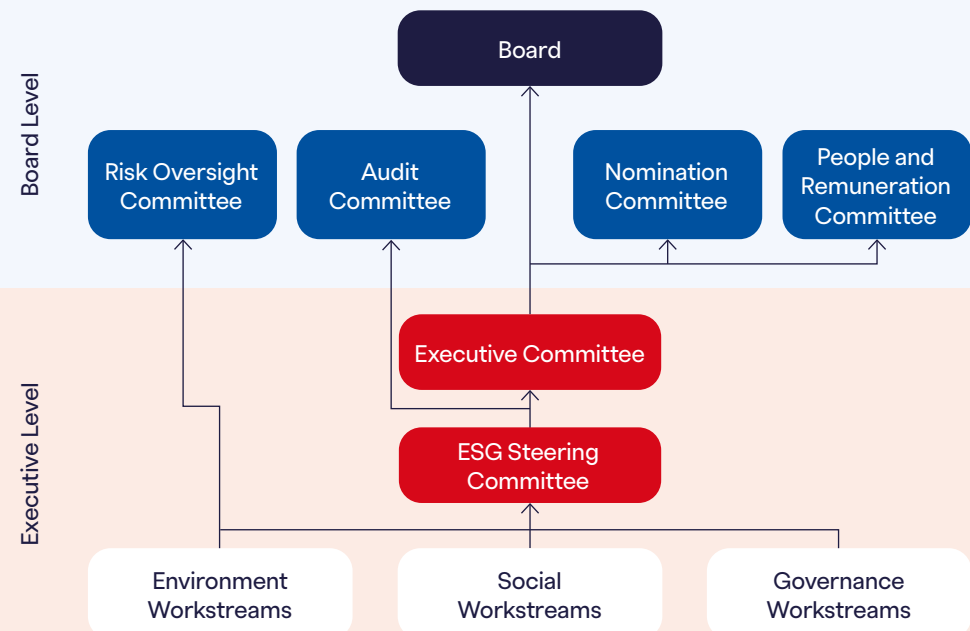 Board Level
Board
Risk Oversight
Committee
Audit
Committee
Nomination
Committee
People and
Remuneration
Committee
Executive Level
Executive Committee
ESG Steering
Committee
Environment
Workstreams
Social
Workstreams
Governance
Workstreams